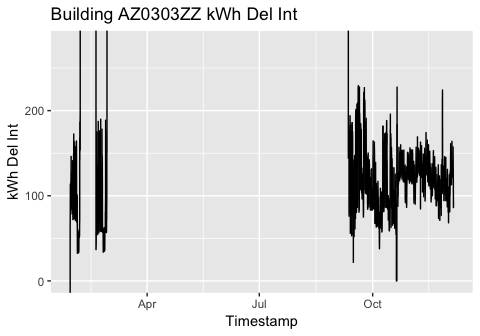 Building AZ0303ZZ kWh Del Int
kWh Del Int
200
100
0
Apr Jul Oct
Timestamp